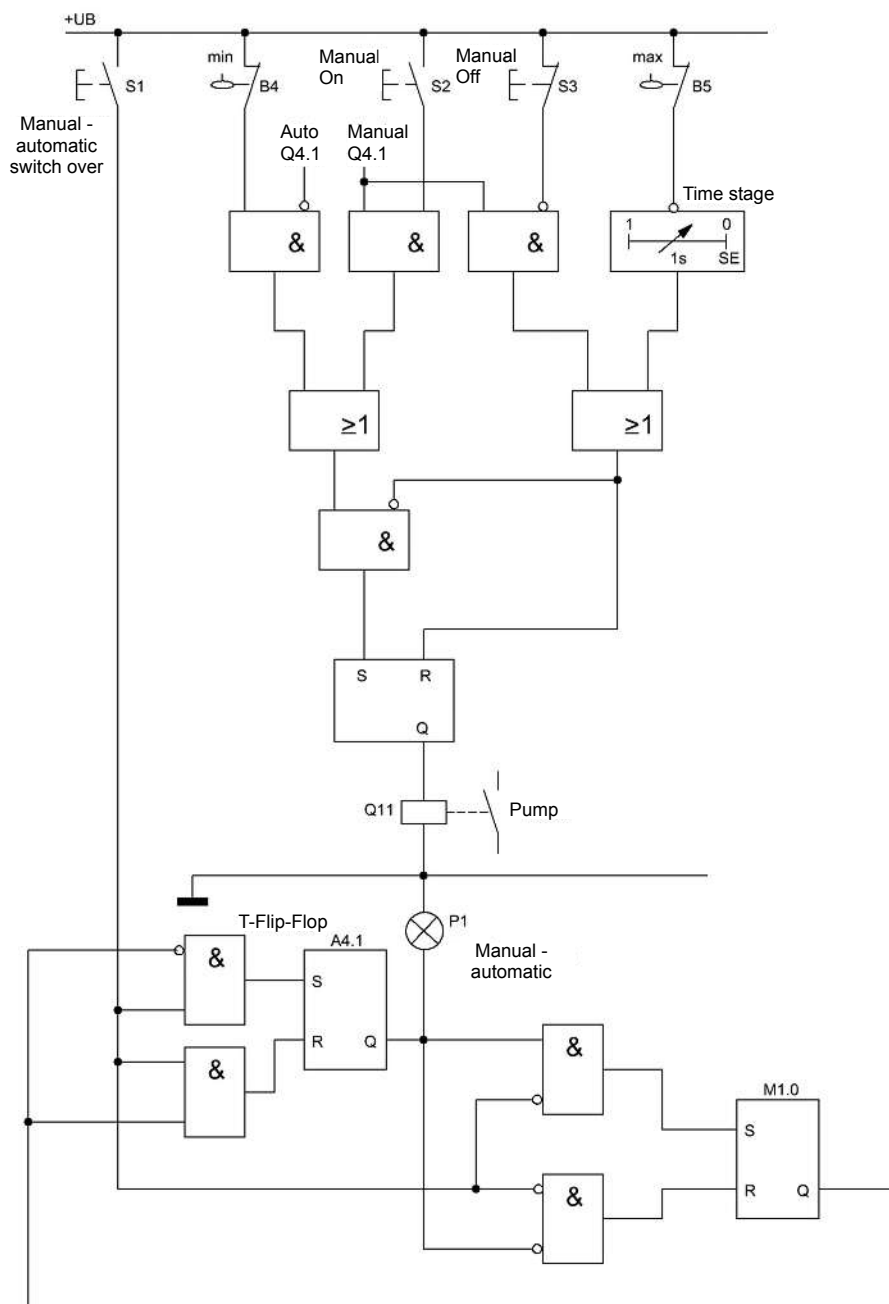 +UB
min
Manual
On
Manual
Off
max
S1
B4
S2
S3
B5
Manual -
automatic
switch over
Auto
Q4.1
Manual
Q4.1
Time stage
&
&
&
1
0
1s
SE
≥1
≥1
&
S
R
Q
Q11
Pump
T-Flip-Flop
P1
A4.1
Manual -
automatic
&
S
R
Q
&
&
M1.0
S
R
Q
&